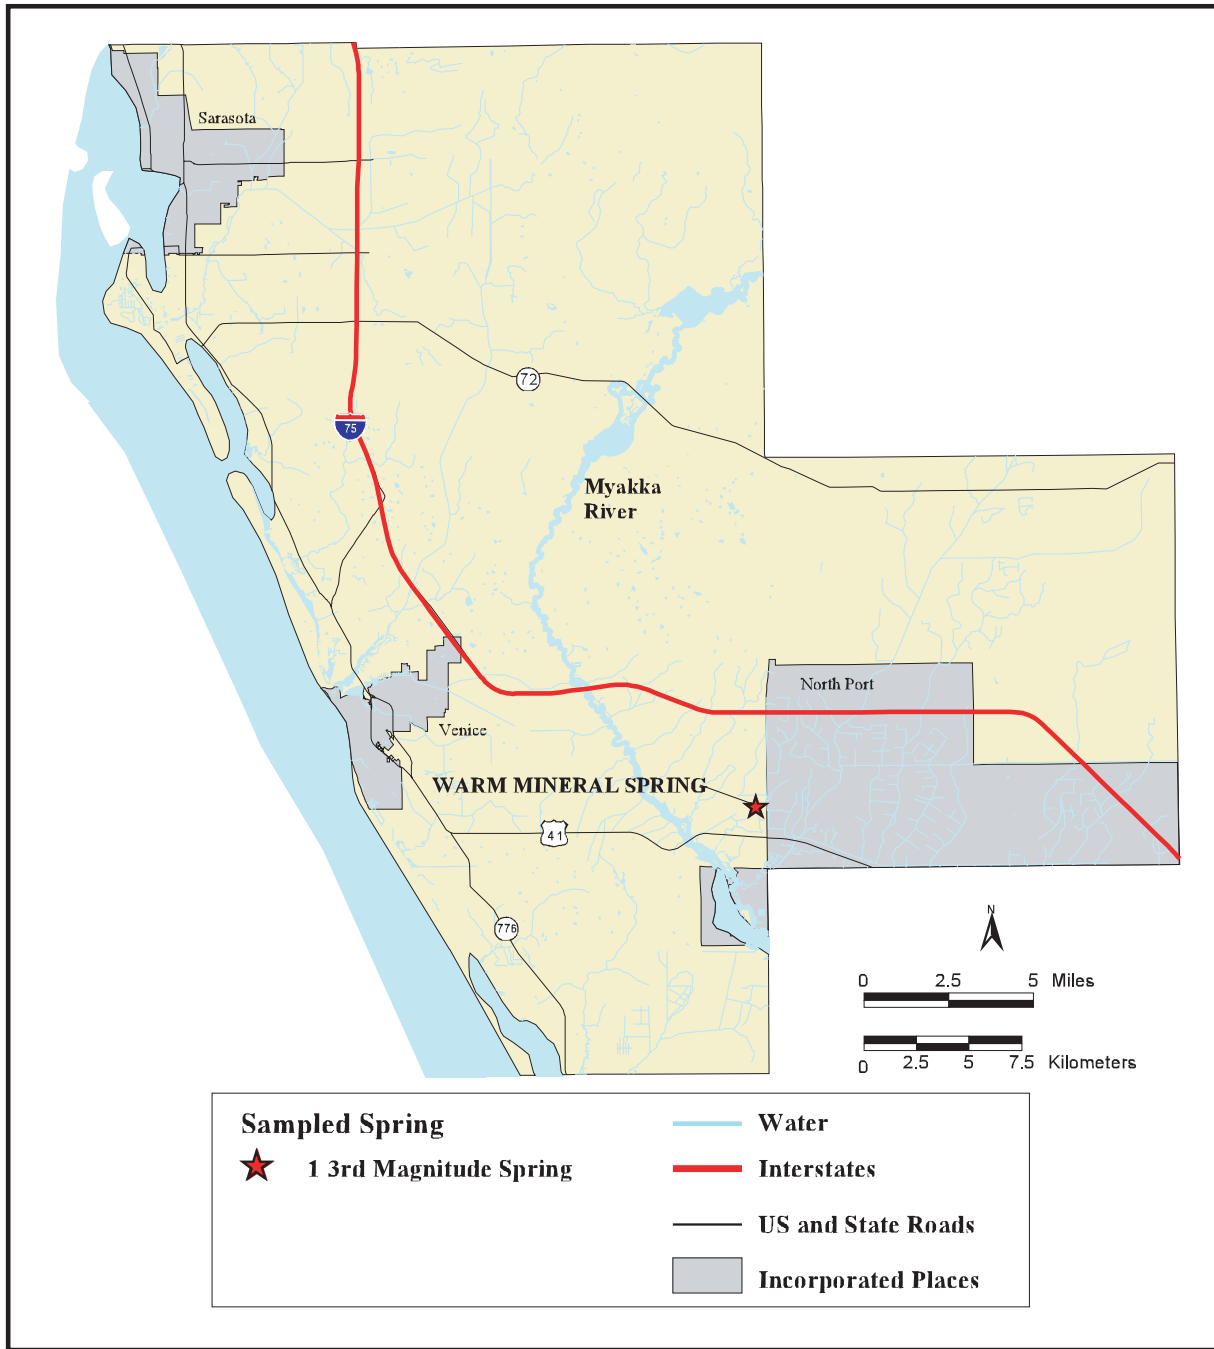 Sarasota
72
75
Myakka
River
North Port
Venice
WARM MINERAL SPRING
41
776
N
0 2.5 5 Miles
0 2.5 5 7.5 Kilometers
Sampled Spring
1 3rd Magnitude Spring
Water
Interstates
US and State Roads
Incorporated Places